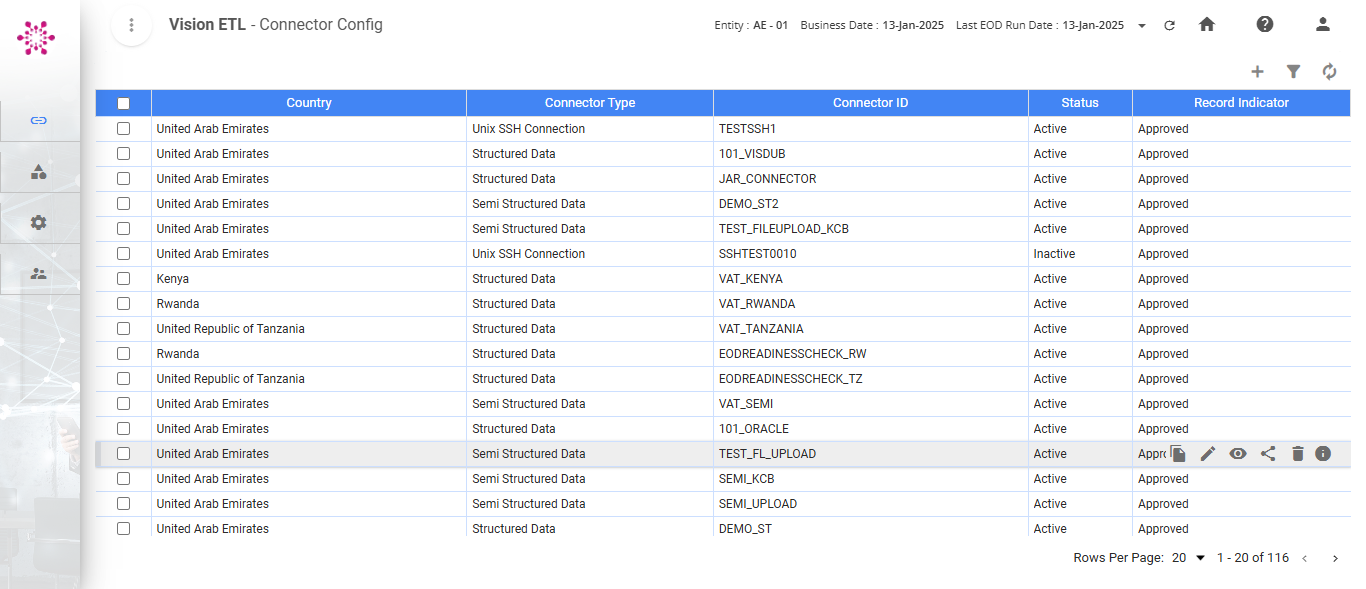 Vision ETL - Connector Config
Entity : AE - 01 Business Date : 13-Jan-2025 Last EOD Run Date : 13-Jan-2025
Country Connector Type Connector ID Status Record Indicator
United Arab Emirates Unix SSH Connection TESTSSH1 Active Approved
United Arab Emirates Structured Data 101_VISDUB Active Approved
United Arab Emirates Structured Data JAR_CONNECTOR Active Approved
United Arab Emirates Semi Structured Data DEMO_ST2 Active Approved
United Arab Emirates Semi Structured Data TEST_FILEUPLOAD_KCB Active Approved
United Arab Emirates Unix SSH Connection SSHTEST0010 Inactive Approved
Kenya Structured Data VAT_KENYA Active Approved
Rwanda Structured Data VAT_RWANDA Active Approved
United Republic of Tanzania Structured Data VAT_TANZANIA Active Approved
Rwanda Structured Data EODREADINESSCHECK_RW Active Approved
United Republic of Tanzania Structured Data EODREADINESSCHECK_TZ Active Approved
United Arab Emirates Semi Structured Data VAT_SEMI Active Approved
United Arab Emirates Structured Data 101_ORACLE Active Approved
United Arab Emirates Semi Structured Data TEST_FL_UPLOAD Active Appr
United Arab Emirates Semi Structured Data SEMI_KCB Active Approved
United Arab Emirates Semi Structured Data SEMI_UPLOAD Active Approved
United Arab Emirates Structured Data DEMO_ST Active Approved
Rows Per Page: 20 1 - 20 of 116